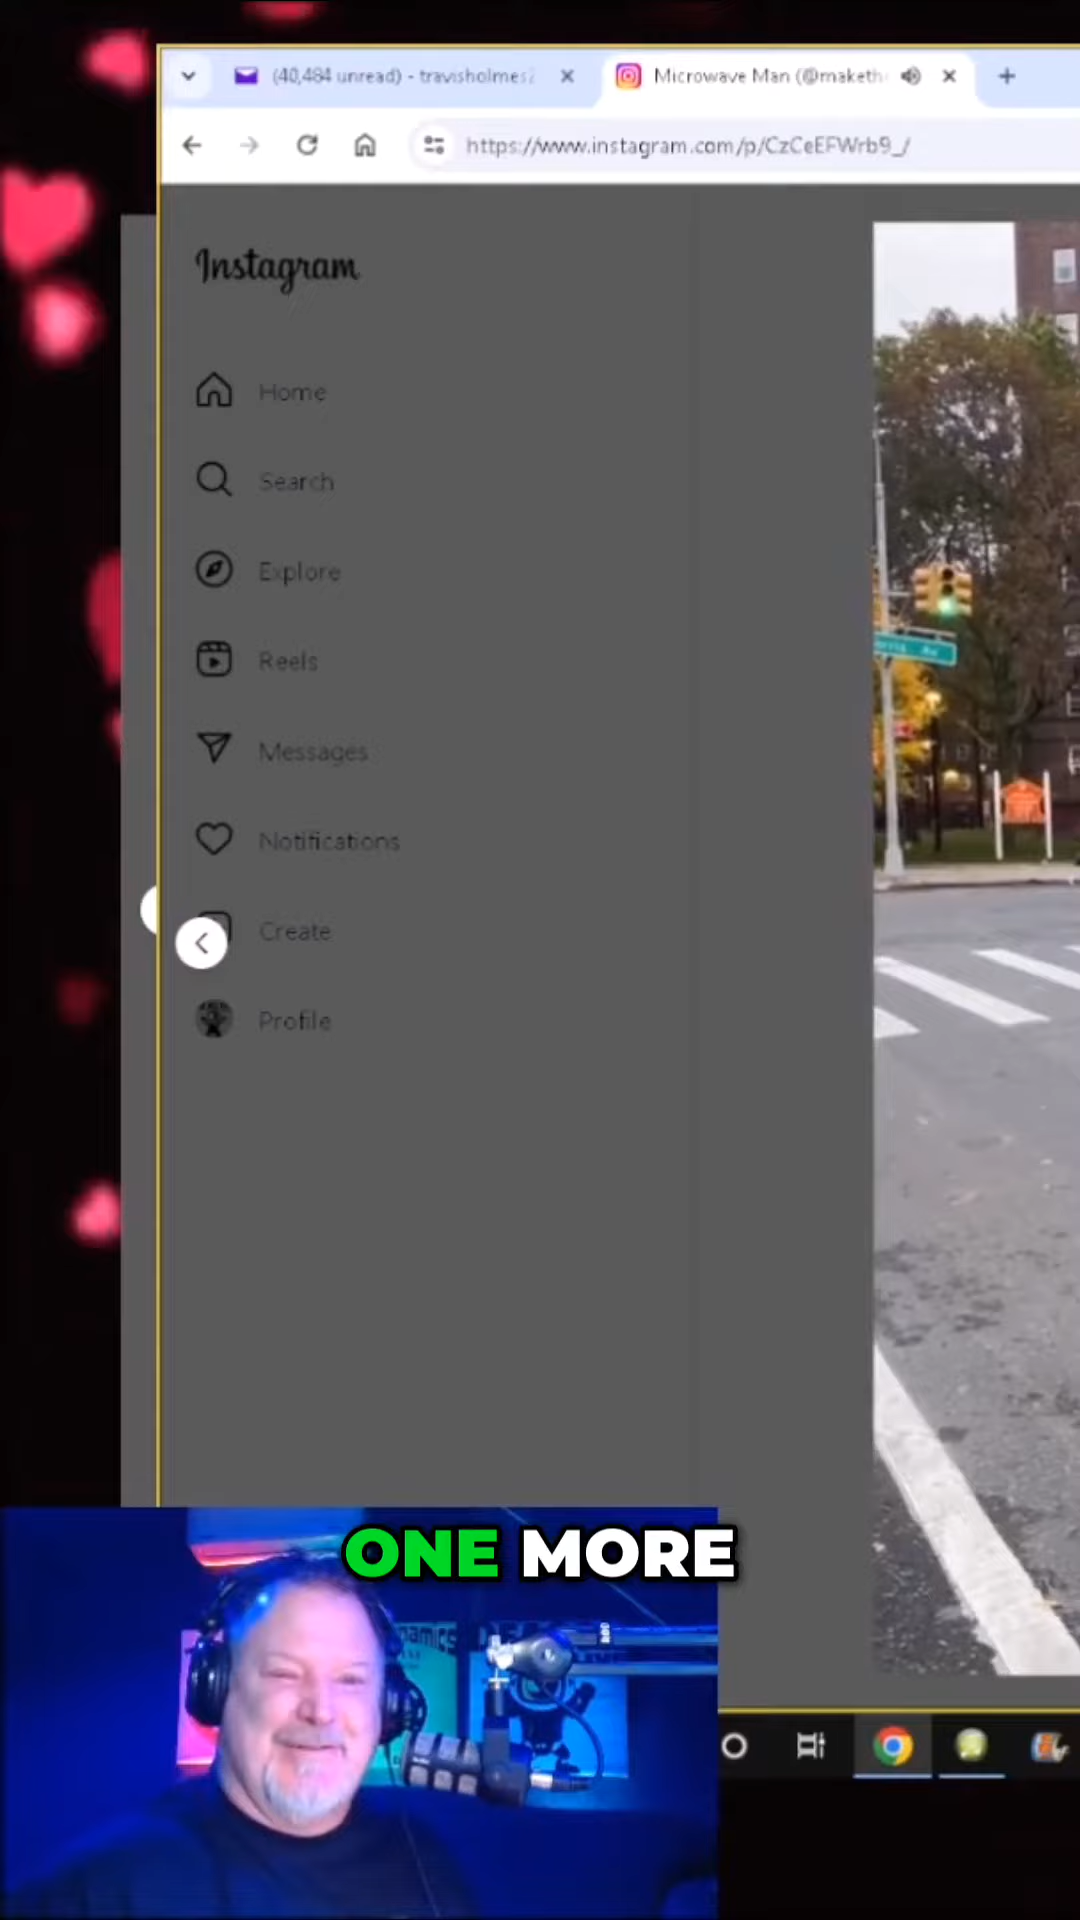 (40,484 unread) - travisholmes2
Microwave Man (@maketh
https://www.instagram.com/p/CzCeEFWrb9_/
Instagram
Home
Search
Explore
Reels
Messages
Notifications
Create
Profile
ONE MORE